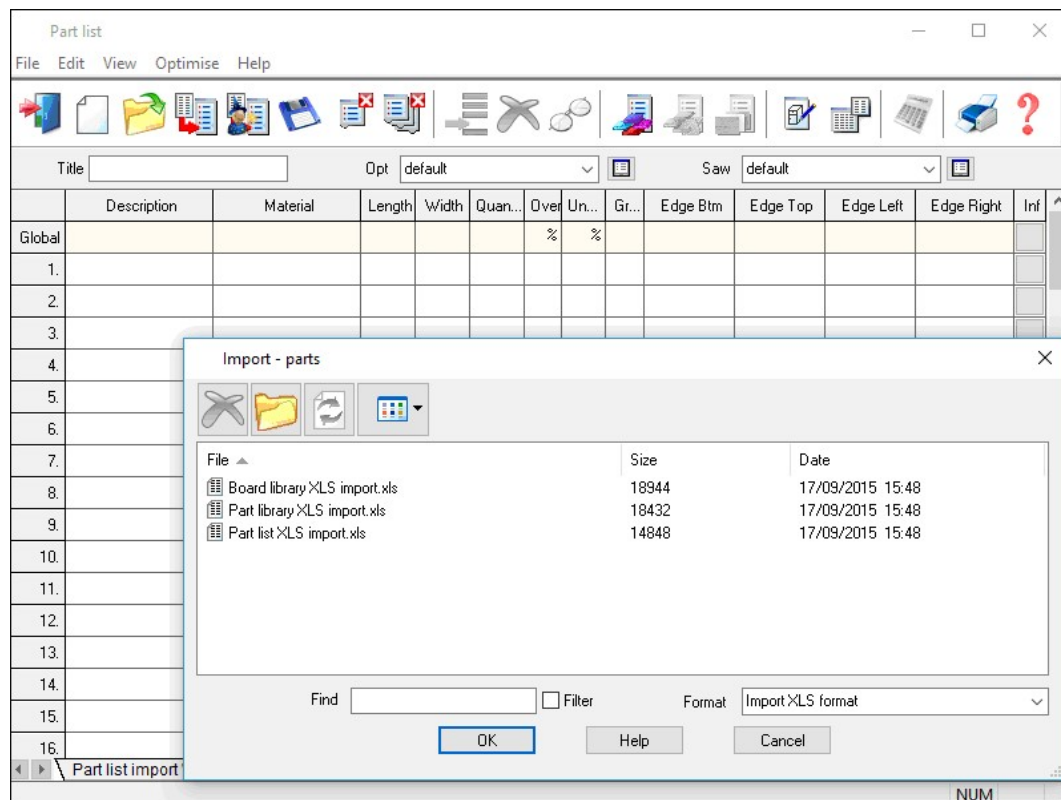 Part list
File Edit View Optimise Help
Title Opt default Saw default
Description Material Length Width Quan... Over Un... Gr... Edge Btm Edge Top Edge Left Edge Right Inf
Global % %
1.
2.
3.
4.
5.
6.
7.
8.
9.
10.
11.
12.
13.
14.
15.
16.
Import - parts
File Size Date
Board library XLS import.xls 18944 17/09/2015 15:48
Part library XLS import.xls 18432 17/09/2015 15:48
Part list XLS import.xls 14848 17/09/2015 15:48
Find Filter Format Import XLS format
OK Help Cancel
Part list import
NUM